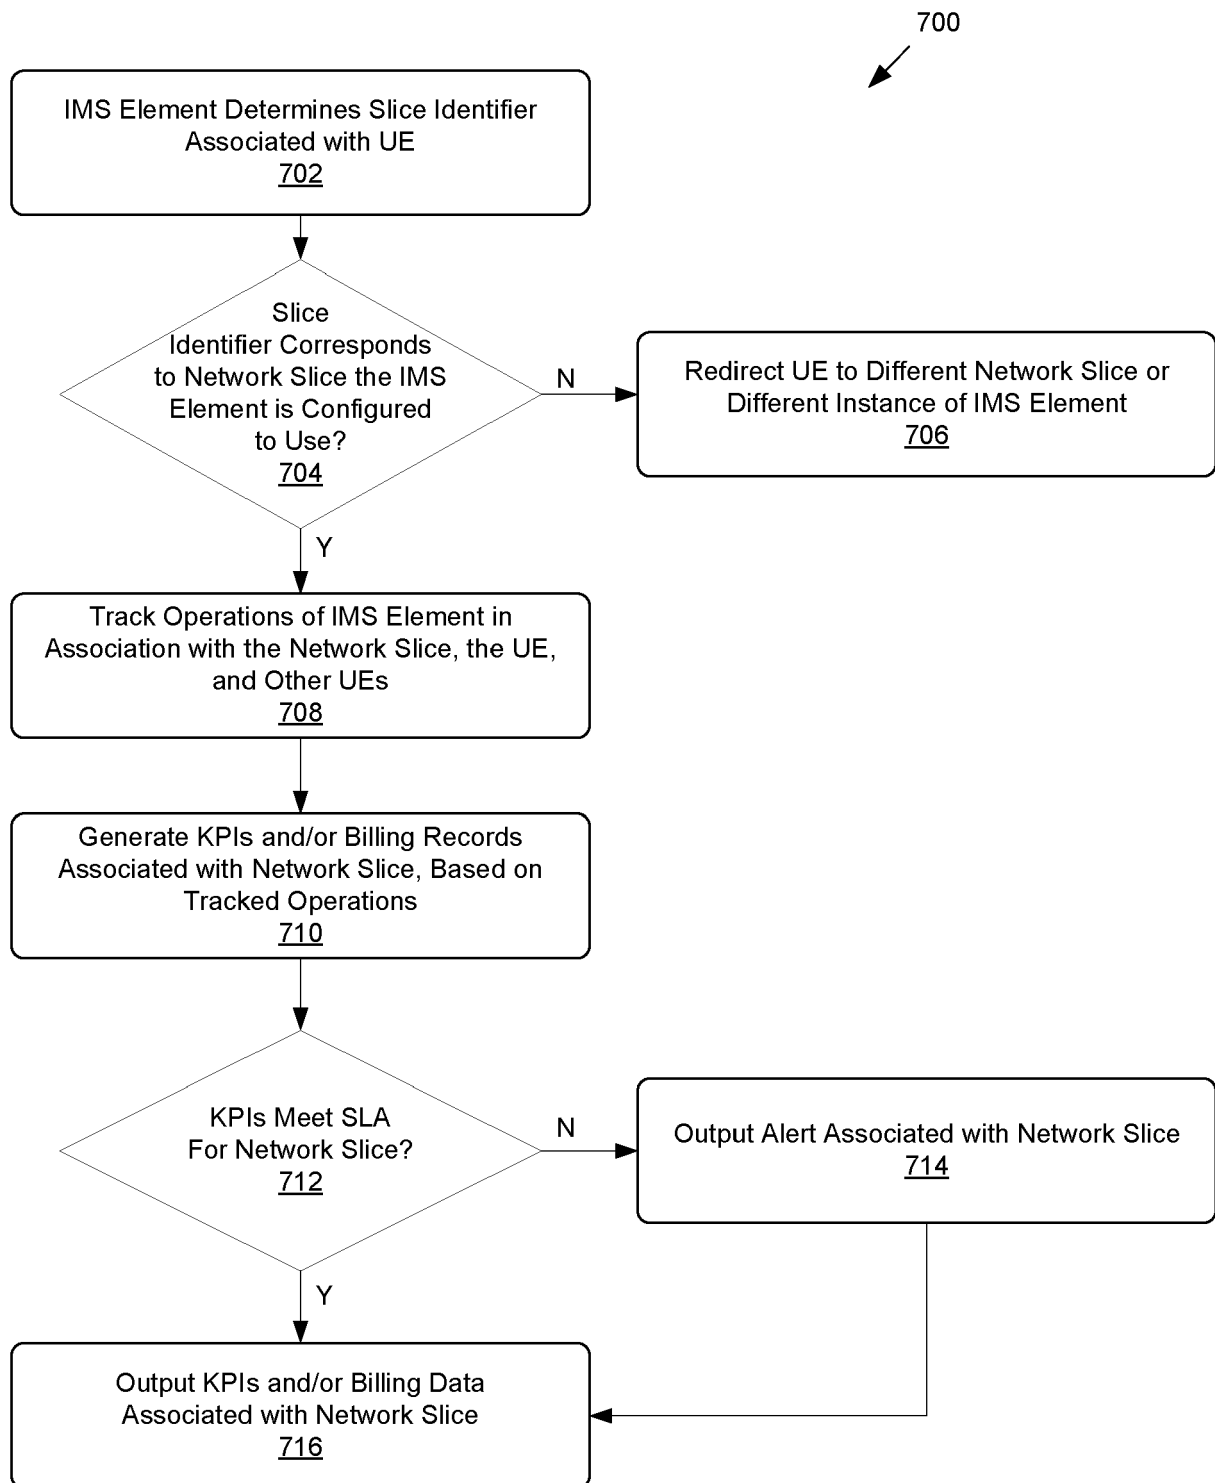 700
IMS Element Determines Slice Identifier
Associated with UE
702
Slice
Identifier Corresponds
to Network Slice the IMS
Element is Configured
to Use?
704
N
Redirect UE to Different Network Slice or
Different Instance of IMS Element
706
Y
Track Operations of IMS Element in
Association with the Network Slice, the UE,
and Other UEs
708
Generate KPIs and/or Billing Records
Associated with Network Slice, Based on
Tracked Operations
710
KPIs Meet SLA
For Network Slice?
712
N
Output Alert Associated with Network Slice
714
Y
Output KPIs and/or Billing Data
Associated with Network Slice
716